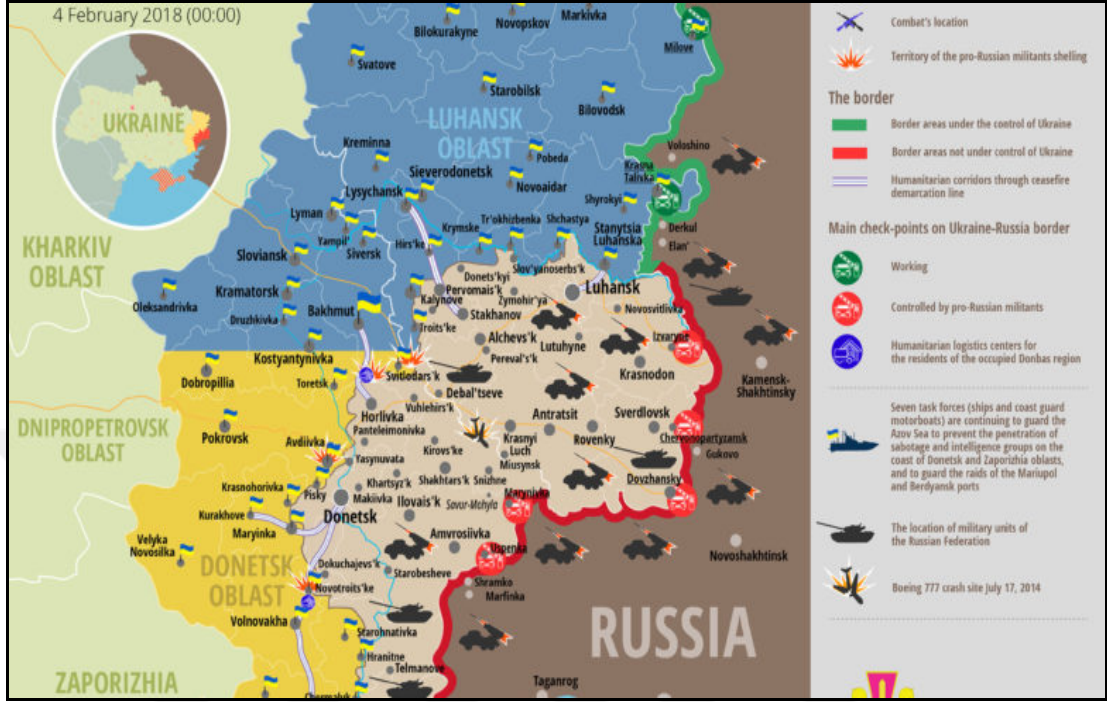 4 February 2018 (00:00)
UKRAINE
Bilokurakyne
Novopskov
Markivka
Milove
Svatove
Starobilsk
Bilovodsk
LUHANSK
OBLAST
Voloshino
Kreminna
Pobeda
Krasna
Talivka
Sieverodonetsk
Lysychansk
Novoaidar
Shyrokyi
Lyman
Tr'okhizbenka
Shchastya
Krymske
Stanytsia
Luhanska
Derkul
Elan'
Yampil'
Siversk
Hirs'ke
KHARKIV
OBLAST
Sloviansk
Donets'kyi
Slov'yanoserbs'k
Luhansk
Oleksandrivka
Kramatorsk
Pervomais'k
Kalynove
Zymohir'ya
Bakhmut
Druzhkivka
Stakhanov
Novosvitlivka
Troits'ke
Alchevs'k
Lutuhyne
Izvaryne
Kostyantynivka
Pereval's'k
Krasnodon
Dobropillia
Toretsk
Svitlodars'k
Debal'tseve
Kamensk-
Shakhtinsky
Horlivka
Vuhlehirs'k
Antratsit
Sverdlovsk
DNIPROPETROVSK
OBLAST
Pokrovsk
Panteleimonivka
Avdiivka
Kirovs'ke
Krasnyi
Luch
Rovenky
Chervonopartyzansk
Gukovo
Yasynuvata
Miusynsk
Krasnohorivka
Khartsyz'k
Shakhtars'k
Snizhne
Dovzhansky
Pisky
Makiivka
Ilovais'k
Savur-Mohyla
Marynivka
Kurakhove
Donetsk
Maryinka
Amvrosiivka
Velyka
Novosilka
Uspenka
Novoshakhtinsk
DONETSK
OBLAST
Dokuchajevs'k
Starobesheve
Novotroits'ke
Shramko
Marfinka
Volnovakha
Starohnativka
RUSSIA
Hranitne
Telmanove
ZAPORIZHIA
Taganrog
Chermalyk
Combat's location
Territory of the pro-Russian militants shelling
The border
Border areas under the control of Ukraine
Border areas not under control of Ukraine
Humanitarian corridors through ceasefire
demarcation line
Main check-points on Ukraine-Russia border
Working
Controlled by pro-Russian militants
Humanitarian logistics centers for
the residents of the occupied Donbas region
Seven task forces (ships and coast guard
motorboats) are continuing to guard the
Azov Sea to prevent the penetration of
sabotage and intelligence groups on the
coast of Donetsk and Zaporizhia oblasts,
and to guard the raids of the Mariupol
and Berdyansk ports
The location of military units of
the Russian Federation
Boeing 777 crash site July 17, 2014